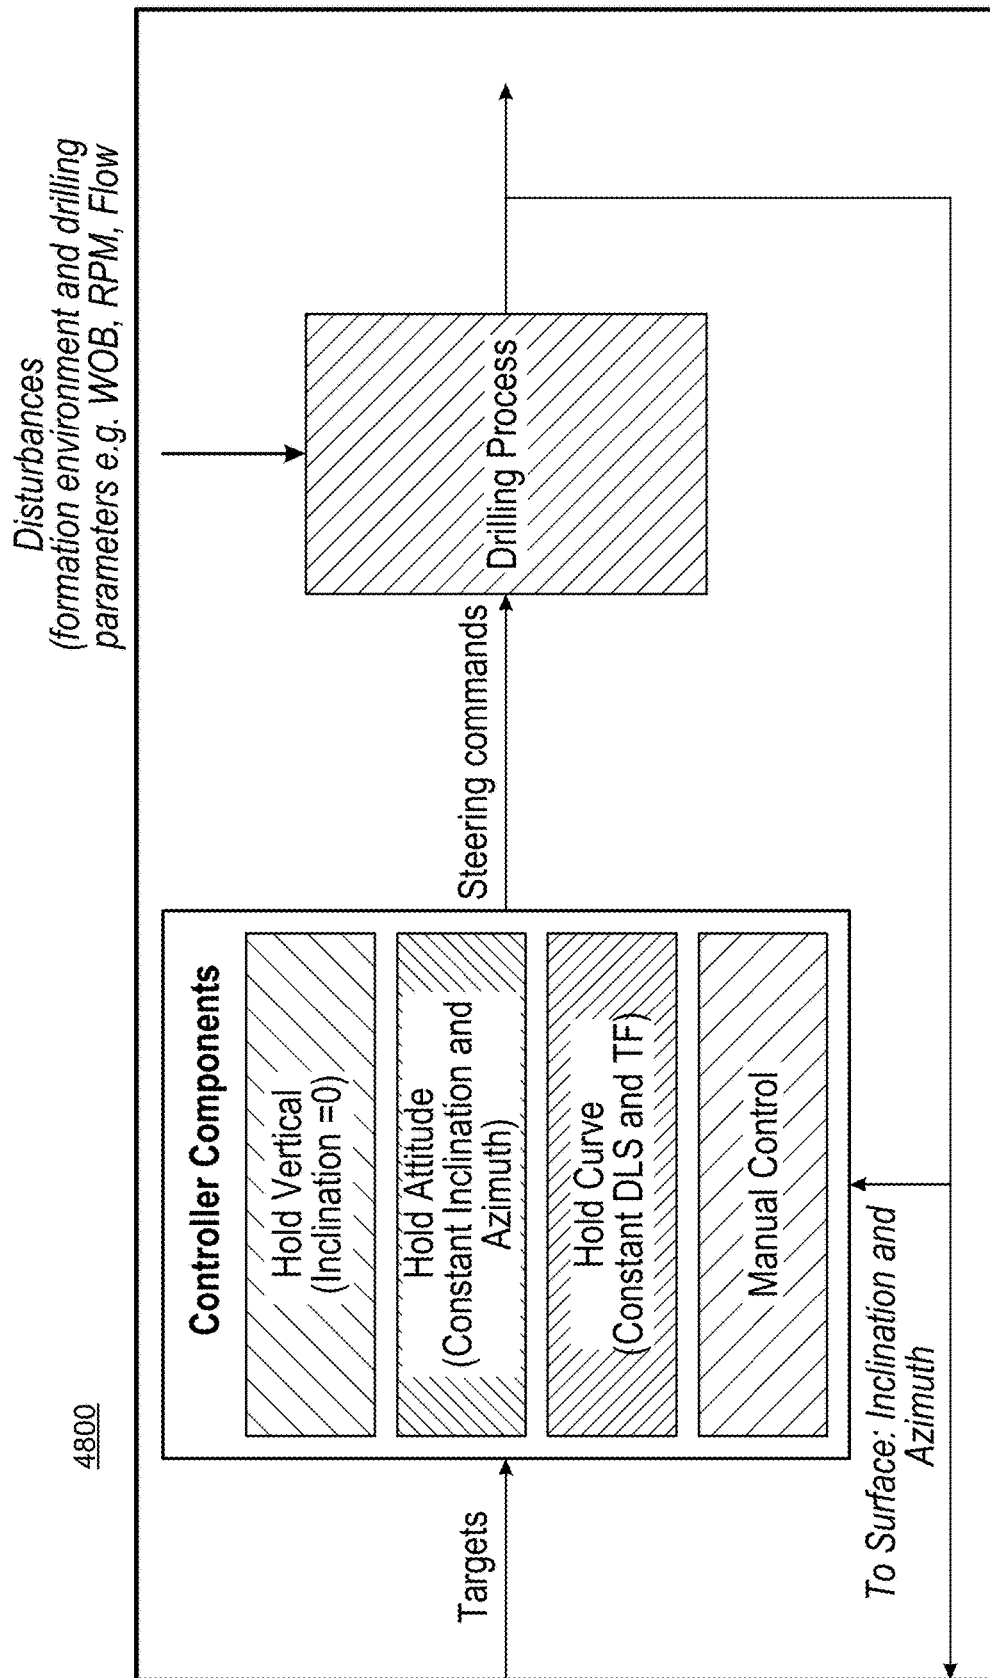 4800
Disturbances
(formation environment and drilling
parameters e.g. WOB, RPM, Flow
Targets
Controller Components
Hold Vertical
(Inclination =0)
Hold Attitude
(Constant Inclination and
Azimuth)
Hold Curve
(Constant DLS and TF)
Manual Control
Steering commands
Drilling Process
To Surface: Inclination and
Azimuth